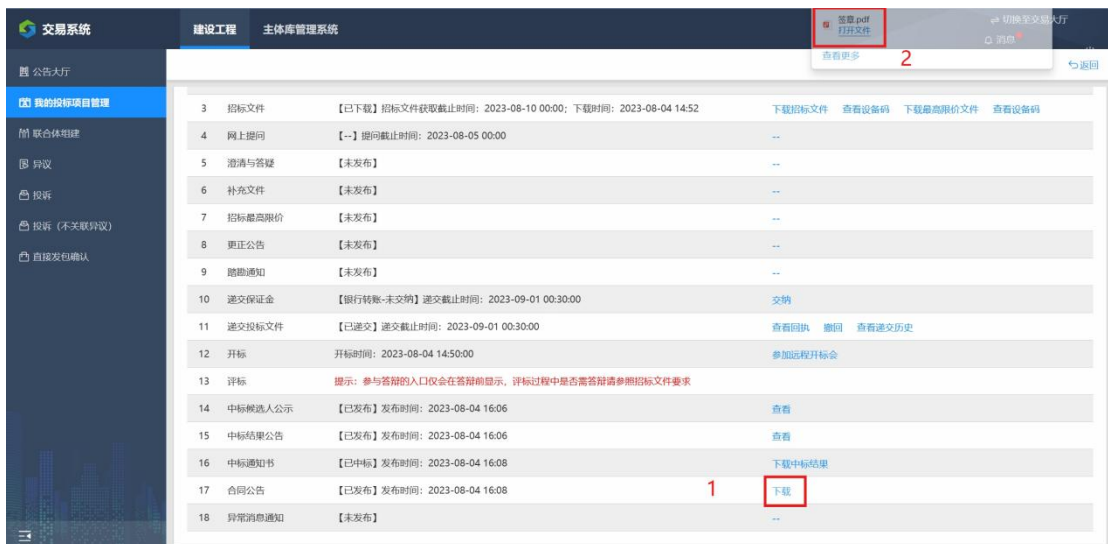 交易系统
建设工程 主体库管理系统
签章.pdf
打开文件
查看更多
2
切换至交易大厅
消息
返回
公告大厅
我的投标项目管理
联合体组建
异议
投诉
投诉（不关联异议）
直接发包确认
3 招标文件 【已下载】招标文件获取截止时间：2023-08-10 00:00；下载时间：2023-08-04 14:52 下载招标文件 查看设备码 下载最高限价文件 查看设备码
4 网上提问 【--】提问截止时间：2023-08-05 00:00 --
5 澄清与答疑 【未发布】 --
6 补充文件 【未发布】 --
7 招标最高限价 【未发布】 --
8 更正公告 【未发布】 --
9 踏勘通知 【未发布】 --
10 递交保证金 【银行转账-未交纳】递交截止时间：2023-09-01 00:30:00 交纳
11 递交投标文件 【已递交】递交截止时间：2023-09-01 00:30:00 查看回执 撤回 查看递交历史
12 开标 开标时间：2023-08-04 14:50:00 参加远程开标会
13 评标 提示：参与答辩的入口仅会在答辩前显示，评标过程中是否需答辩请参照招标文件要求
14 中标候选人公示 【已发布】发布时间：2023-08-04 16:06 查看
15 中标结果公告 【已发布】发布时间：2023-08-04 16:06 查看
16 中标通知书 【已中标】发布时间：2023-08-04 16:08 下载中标结果
17 合同公告 【已发布】发布时间：2023-08-04 16:08 1 下载
18 异常消息通知 【未发布】 --